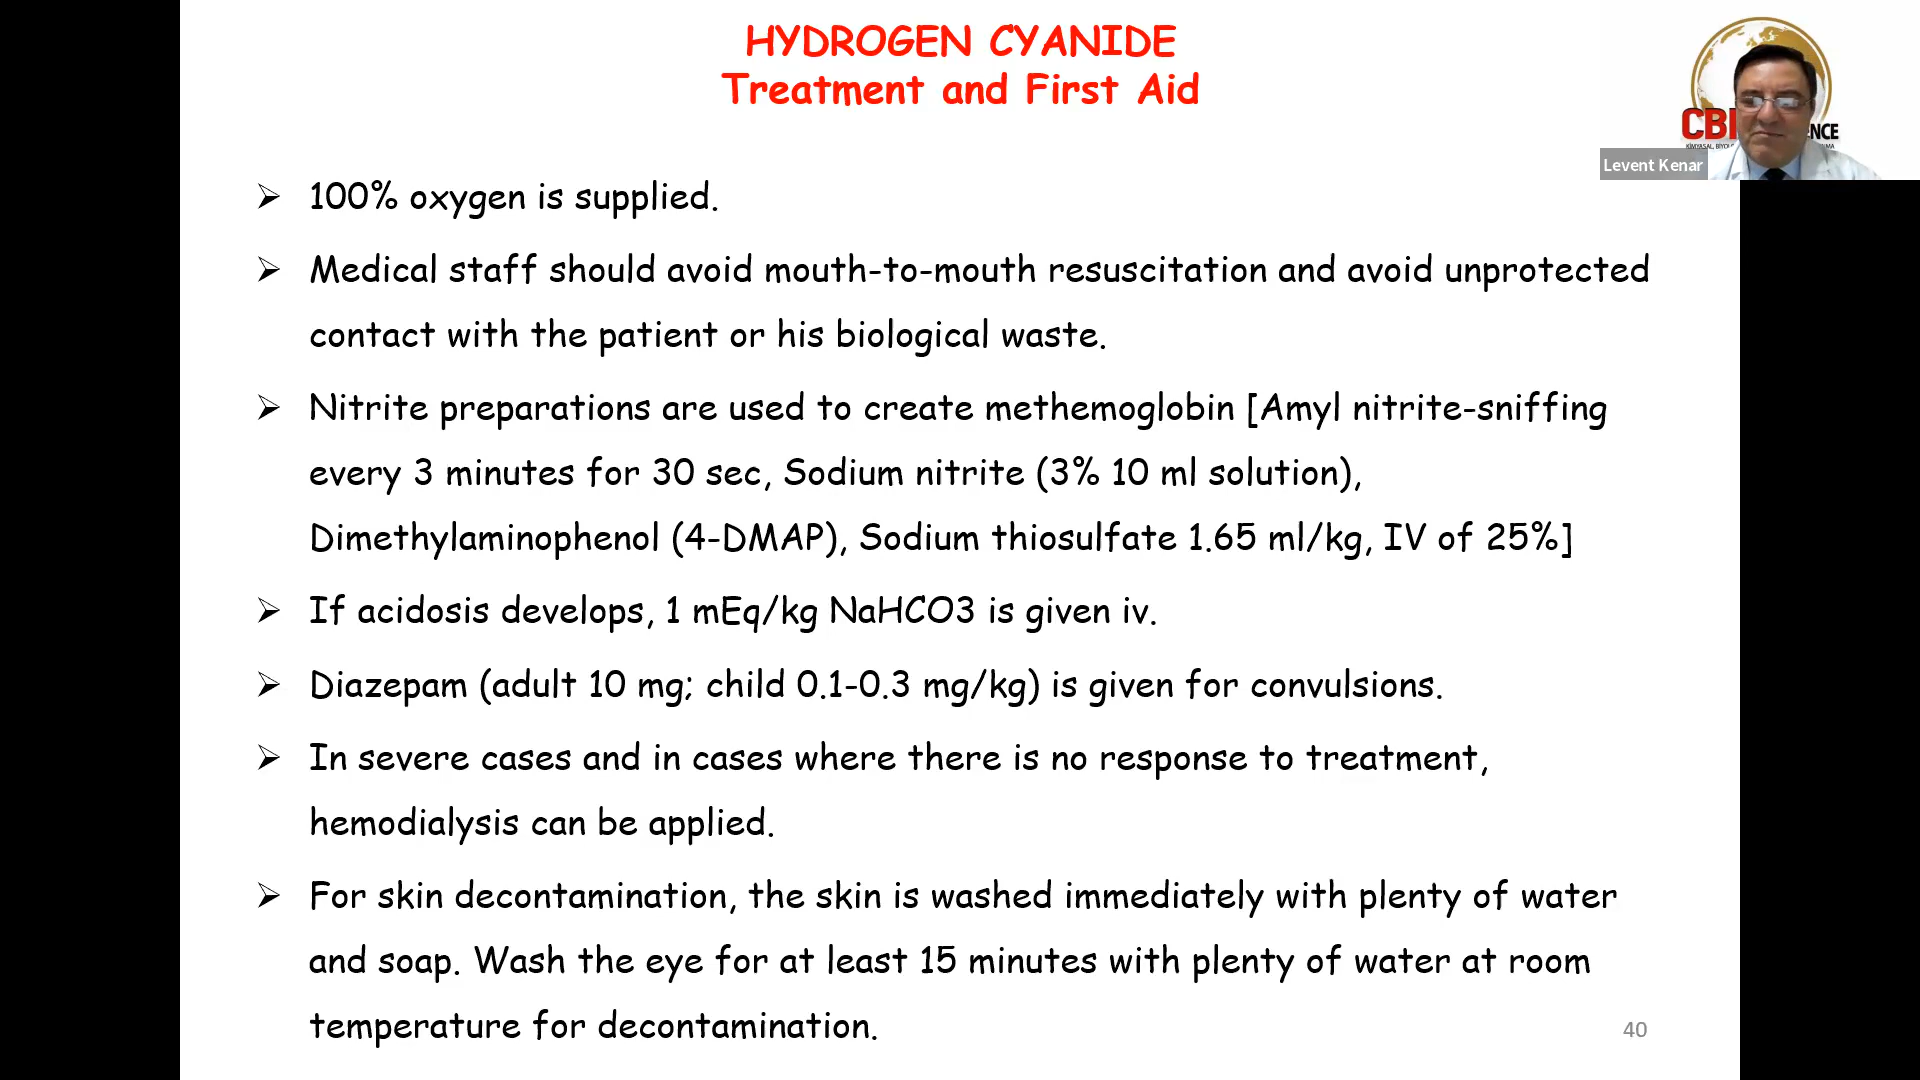 HYDROGEN CYANIDE
Treatment and First Aid
CBI
NCE
Levent Kenar
➢ 100% oxygen is supplied.
➢ Medical staff should avoid mouth-to-mouth resuscitation and avoid unprotected
contact with the patient or his biological waste.
➢ Nitrite preparations are used to create methemoglobin [Amyl nitrite-sniffing
every 3 minutes for 30 sec, Sodium nitrite (3% 10 ml solution),
Dimethylaminophenol (4-DMAP), Sodium thiosulfate 1.65 ml/kg, IV of 25%]
➢ If acidosis develops, 1 mEq/kg NaHCO3 is given iv.
➢ Diazepam (adult 10 mg; child 0.1-0.3 mg/kg) is given for convulsions.
➢ In severe cases and in cases where there is no response to treatment,
hemodialysis can be applied.
➢ For skin decontamination, the skin is washed immediately with plenty of water
and soap. Wash the eye for at least 15 minutes with plenty of water at room
temperature for decontamination.
40